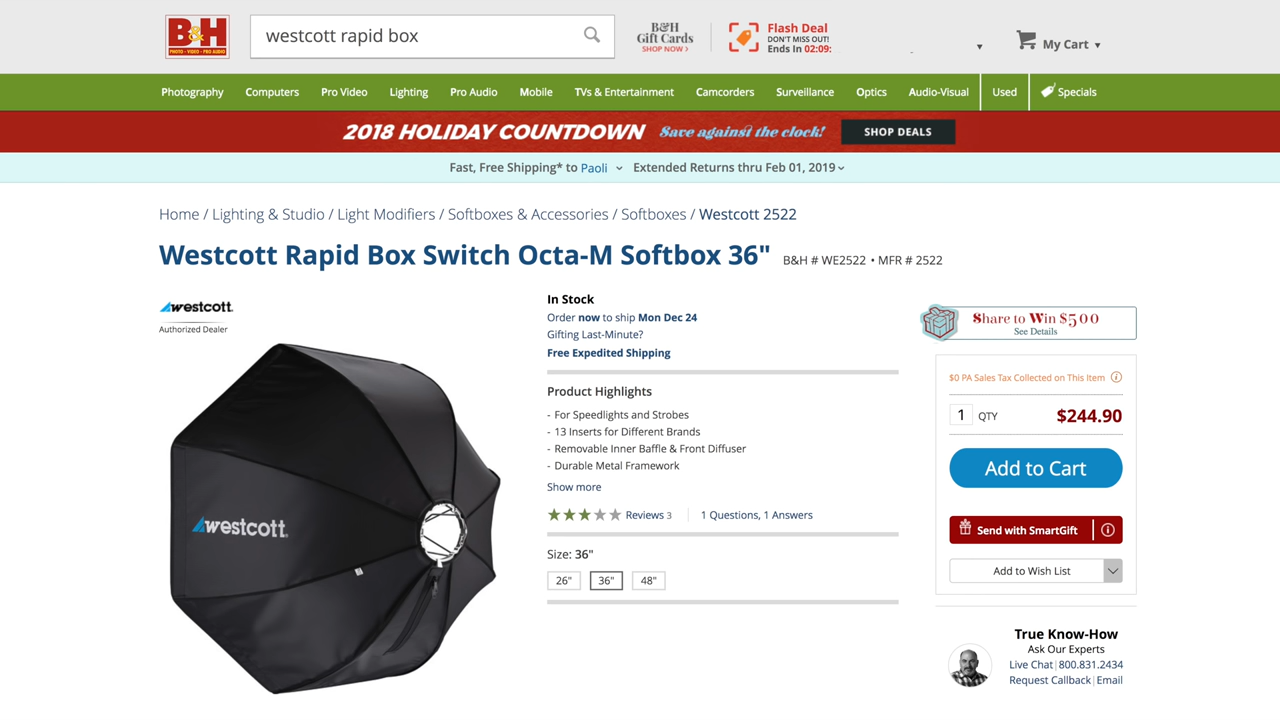 B&H
PHOTO - VIDEO - PRO AUDIO
westcott rapid box
B&H
Gift Cards
SHOP NOW ›
Flash Deal
DON'T MISS OUT!
Ends In 02:09:
My Cart
Photography Computers Pro Video Lighting Pro Audio Mobile TVs & Entertainment Camcorders Surveillance Optics Audio-Visual Used Specials
2018 HOLIDAY COUNTDOWN Save against the clock! SHOP DEALS
Fast, Free Shipping* to Paoli Extended Returns thru Feb 01, 2019
Home / Lighting & Studio / Light Modifiers / Softboxes & Accessories / Softboxes / Westcott 2522
Westcott Rapid Box Switch Octa-M Softbox 36" B&H # WE2522 • MFR # 2522
westcott.
Authorized Dealer
westcott.
In Stock
Order now to ship Mon Dec 24
Gifting Last-Minute?
Free Expedited Shipping
Product Highlights
- For Speedlights and Strobes
- 13 Inserts for Different Brands
- Removable Inner Baffle & Front Diffuser
- Durable Metal Framework
Show more
Reviews 3 | 1 Questions, 1 Answers
Size: 36"
26" 36" 48"
Share to Win $500
See Details
$0 PA Sales Tax Collected on This Item
1 QTY $244.90
Add to Cart
Send with SmartGift
Add to Wish List
True Know-How
Ask Our Experts
Live Chat | 800.831.2434
Request Callback | Email